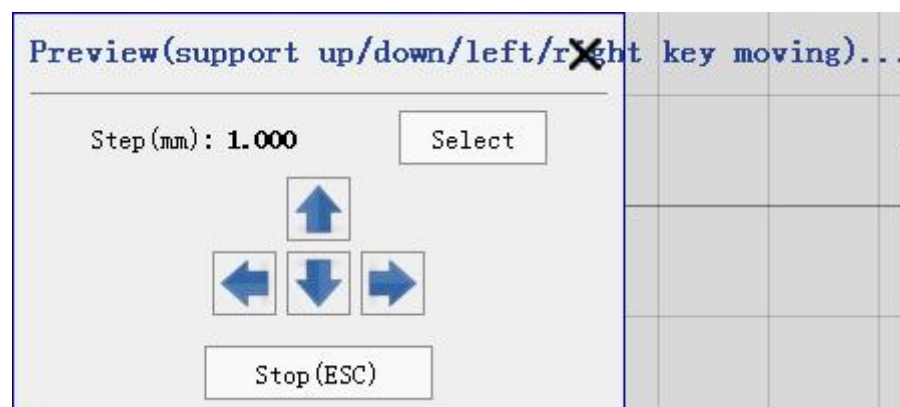 Preview(support up/down/left/right key moving)...
Step(mm): 1.000
Select
Stop(ESC)